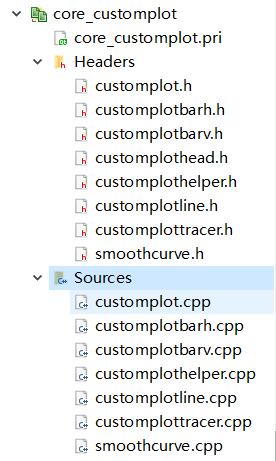 core_customplot
core_customplot.pri
Headers
customplot.h
customplotbarh.h
customplotbarv.h
customplothead.h
customplothelper.h
customplotline.h
customplottracer.h
smoothcurve.h
Sources
customplot.cpp
customplotbarh.cpp
customplotbarv.cpp
customplothelper.cpp
customplotline.cpp
customplottracer.cpp
smoothcurve.cpp